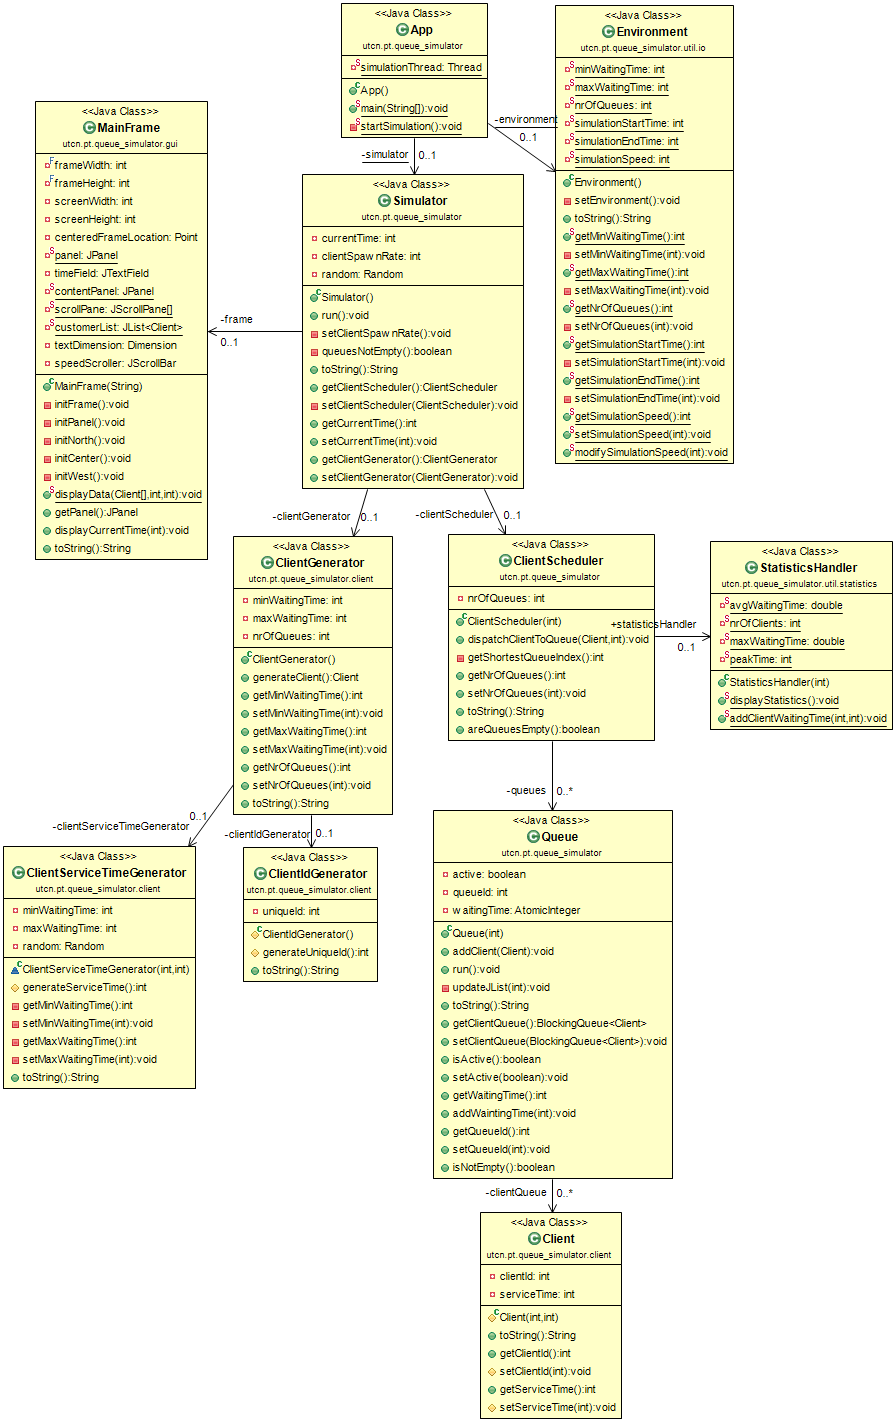 <<Java Class>>
App
utcn.pt.queue_simulator
simulationThread: Thread
App()
main(String[]):void
startSimulation():void
<<Java Class>>
Environment
utcn.pt.queue_simulator.util.io
minWaitingTime: int
maxWaitingTime: int
nrOfQueues: int
simulationStartTime: int
simulationEndTime: int
simulationSpeed: int
Environment()
setEnvironment():void
toString():String
getMinWaitingTime():int
setMinWaitingTime(int):void
getMaxWaitingTime():int
setMaxWaitingTime(int):void
getNrOfQueues():int
setNrOfQueues(int):void
getSimulationStartTime():int
setSimulationStartTime(int):void
getSimulationEndTime():int
setSimulationEndTime(int):void
getSimulationSpeed():int
setSimulationSpeed(int):void
modifySimulationSpeed(int):void
-environment
0..1
-simulator
0..1
<<Java Class>>
MainFrame
utcn.pt.queue_simulator.gui
frameWidth: int
frameHeight: int
screenWidth: int
screenHeight: int
centeredFrameLocation: Point
panel: JPanel
timeField: JTextField
contentPanel: JPanel
scrollPane: JScrollPane[]
customerList: JList<Client>
textDimension: Dimension
speedScroller: JScrollBar
MainFrame(String)
initFrame():void
initPanel():void
initNorth():void
initCenter():void
initWest():void
displayData(Client[],int,int):void
getPanel():JPanel
displayCurrentTime(int):void
toString():String
<<Java Class>>
Simulator
utcn.pt.queue_simulator
currentTime: int
clientSpawnRate: int
random: Random
Simulator()
run():void
setClientSpawnRate():void
queuesNotEmpty():boolean
toString():String
getClientScheduler():ClientScheduler
setClientScheduler(ClientScheduler):void
getCurrentTime():int
setCurrentTime(int):void
getClientGenerator():ClientGenerator
setClientGenerator(ClientGenerator):void
-frame
0..1
-clientGenerator
0..1
-clientScheduler
0..1
<<Java Class>>
ClientGenerator
utcn.pt.queue_simulator.client
minWaitingTime: int
maxWaitingTime: int
nrOfQueues: int
ClientGenerator()
generateClient():Client
getMinWaitingTime():int
setMinWaitingTime(int):void
getMaxWaitingTime():int
setMaxWaitingTime(int):void
getNrOfQueues():int
setNrOfQueues(int):void
toString():String
<<Java Class>>
ClientScheduler
utcn.pt.queue_simulator
nrOfQueues: int
ClientScheduler(int)
dispatchClientToQueue(Client,int):void
getShortestQueueIndex():int
getNrOfQueues():int
setNrOfQueues(int):void
toString():String
areQueuesEmpty():boolean
+statisticsHandler
0..1
<<Java Class>>
StatisticsHandler
utcn.pt.queue_simulator.util.statistics
avgWaitingTime: double
nrOfClients: int
maxWaitingTime: double
peakTime: int
StatisticsHandler(int)
displayStatistics():void
addClientWaitingTime(int,int):void
-clientServiceTimeGenerator
0..1
-clientIdGenerator
0..1
-queues
0..*
<<Java Class>>
ClientServiceTimeGenerator
utcn.pt.queue_simulator.client
minWaitingTime: int
maxWaitingTime: int
random: Random
ClientServiceTimeGenerator(int,int)
generateServiceTime():int
getMinWaitingTime():int
setMinWaitingTime(int):void
getMaxWaitingTime():int
setMaxWaitingTime(int):void
toString():String
<<Java Class>>
ClientIdGenerator
utcn.pt.queue_simulator.client
uniqueId: int
ClientIdGenerator()
generateUniqueId():int
toString():String
<<Java Class>>
Queue
utcn.pt.queue_simulator
active: boolean
queueId: int
waitingTime: AtomicInteger
Queue(int)
addClient(Client):void
run():void
updateJList(int):void
toString():String
getClientQueue():BlockingQueue<Client>
setClientQueue(BlockingQueue<Client>):void
isActive():boolean
setActive(boolean):void
getWaitingTime():int
addWaintingTime(int):void
getQueueId():int
setQueueId(int):void
isNotEmpty():boolean
-clientQueue
0..*
<<Java Class>>
Client
utcn.pt.queue_simulator.client
clientId: int
serviceTime: int
Client(int,int)
toString():String
getClientId():int
setClientId(int):void
getServiceTime():int
setServiceTime(int):void